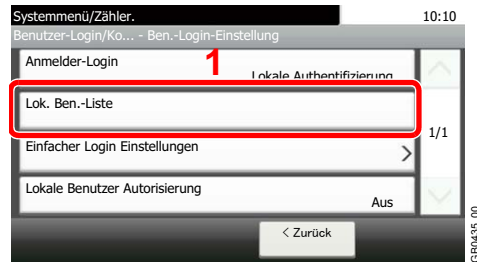 Systemmenü/Zähler.
10:10
Benutzer-Login/Ko... - Ben.-Login-Einstellung
Anmelder-Login
1
Lokale Authentifizierung
Lok. Ben.-Liste
1/1
Einfacher Login Einstellungen
>
Lokale Benutzer Autorisierung
Aus
< Zurück
GB0435_00